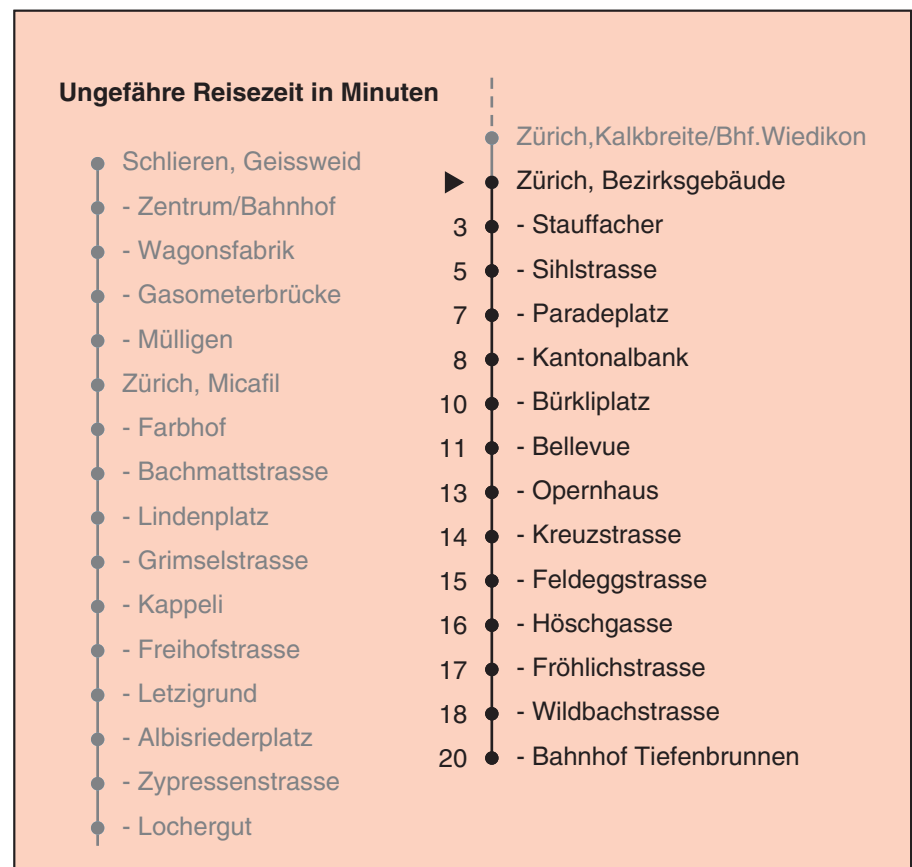 Ungefähre Reisezeit in Minuten
Schlieren, Geissweid
- Zentrum/Bahnhof
- Wagonsfabrik
- Gasometerbrücke
- Mülligen
Zürich, Micafil
- Farbhof
- Bachmattstrasse
- Lindenplatz
- Grimselstrasse
- Kappeli
- Freihofstrasse
- Letzigrund
- Albisriederplatz
- Zypressenstrasse
- Lochergut
Zürich,Kalkbreite/Bhf.Wiedikon
Zürich, Bezirksgebäude
3 - Stauffacher
5 - Sihlstrasse
7 - Paradeplatz
8 - Kantonalbank
10 - Bürkliplatz
11 - Bellevue
13 - Opernhaus
14 - Kreuzstrasse
15 - Feldeggstrasse
16 - Höschgasse
17 - Fröhlichstrasse
18 - Wildbachstrasse
20 - Bahnhof Tiefenbrunnen